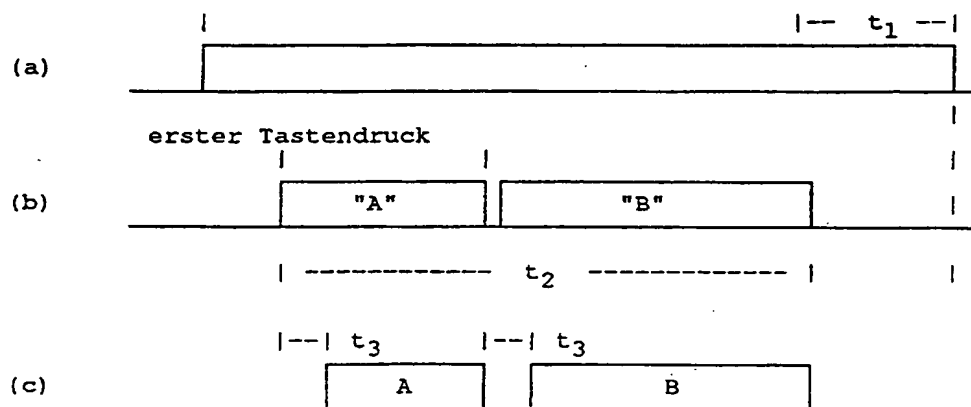 t1
(a)
erster Tastendruck
(b) "A" "B"
t2
t3 t3
(c) A B